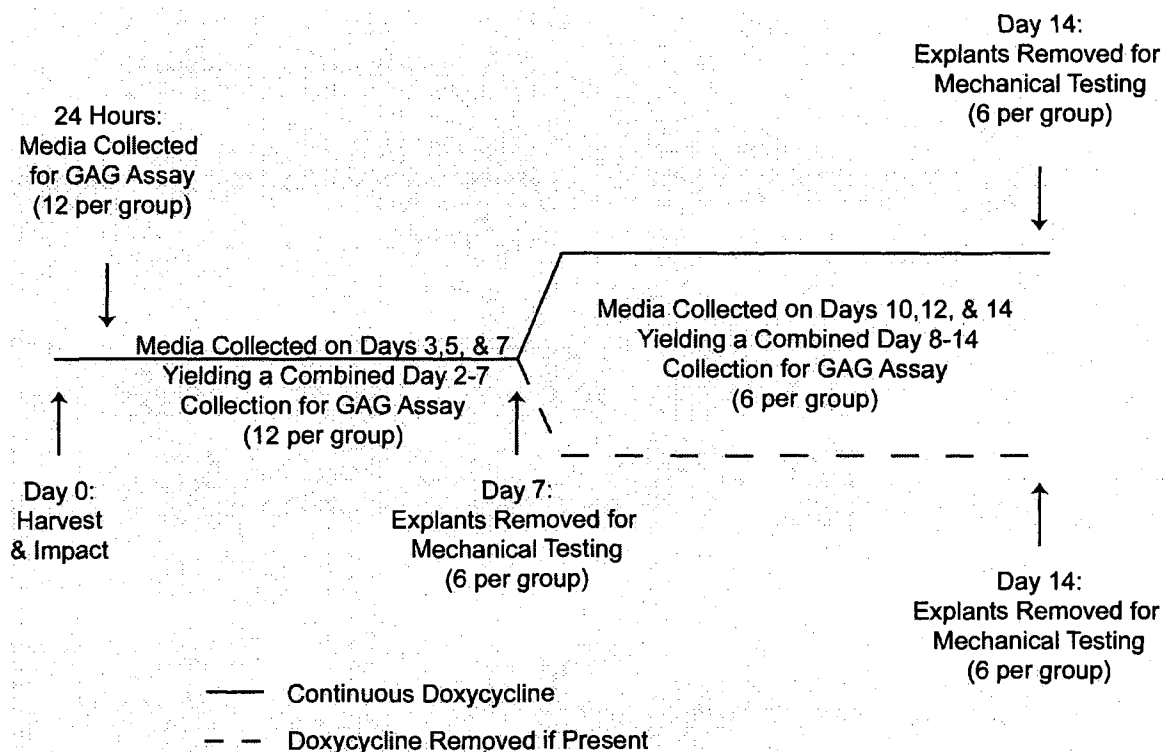 Day 14:
Explants Removed for
Mechanical Testing
(6 per group)
24 Hours:
Media Collected
for GAG Assay
(12 per group)
Media Collected on Days 3,5, & 7
Yielding a Combined Day 2-7
Collection for GAG Assay
(12 per group)
Media Collected on Days 10,12, & 14
Yielding a Combined Day 8-14
Collection for GAG Assay
(6 per group)
Day 0:
Harvest
& Impact
Day 7:
Explants Removed for
Mechanical Testing
(6 per group)
Day 14:
Explants Removed for
Mechanical Testing
(6 per group)
Continuous Doxycycline
Doxycycline Removed if Present